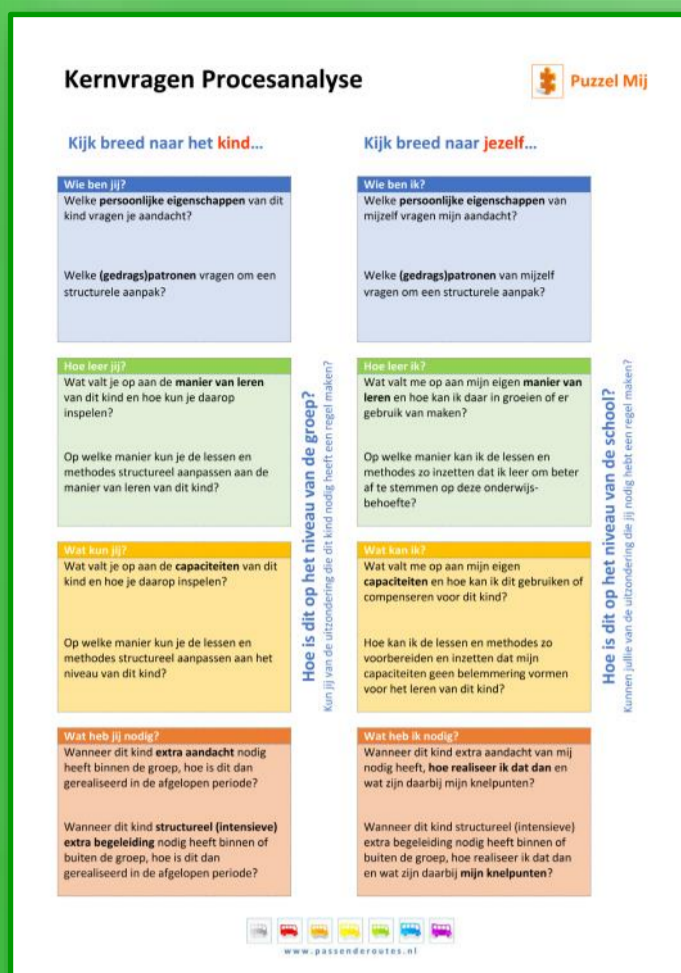 Kernvragen Procesanalyse
Puzzel Mij
Kijk breed naar het kind...
Wie ben jij?
Welke persoonlijke eigenschappen van dit
kind vragen je aandacht?
Welke (gedrags)patronen vragen om een
structurele aanpak?
Hoe leer jij?
Wat valt je op aan de manier van leren
van dit kind en hoe kun je daarop
inspelen?
Op welke manier kun je de lessen en
methodes structureel aanpassen aan de
manier van leren van dit kind?
Wat kun jij?
Wat valt je op aan de capaciteiten van dit
kind en hoe je daarop inspelen?
Op welke manier kun je de lessen en
methodes structureel aanpassen aan het
niveau van dit kind?
Wat heb jij nodig?
Wanneer dit kind extra aandacht nodig
heeft binnen de groep, hoe is dit dan
gerealiseerd in de afgelopen periode?
Wanneer dit kind structureel (intensieve)
extra begeleiding nodig heeft binnen of
buiten de groep, hoe is dit dan
gerealiseerd in de afgelopen periode?
Hoe is dit op het niveau van de groep?
Kun jij van de uitzondering die dit kind nodig heeft een regel maken?
Kijk breed naar jezelf...
Wie ben ik?
Welke persoonlijke eigenschappen van
mijzelf vragen mijn aandacht?
Welke (gedrags)patronen van mijzelf
vragen om een structurele aanpak?
Hoe leer ik?
Wat valt me op aan mijn eigen manier van
leren en hoe kan ik daar in groeien of er
gebruik van maken?
Op welke manier kan ik de lessen en
methodes zo inzetten dat ik leer om beter
af te stemmen op deze onderwijs-
behoefte?
Wat kan ik?
Wat valt me op aan mijn eigen
capaciteiten en hoe kan ik dit gebruiken of
compenseren voor dit kind?
Hoe kan ik de lessen en methodes zo
voorbereiden en inzetten dat mijn
capaciteiten geen belemmering vormen
voor het leren van dit kind?
Wat heb ik nodig?
Wanneer dit kind extra aandacht van mij
nodig heeft, hoe realiseer ik dat dan en
wat zijn daarbij mijn knelpunten?
Wanneer dit kind structureel (intensieve)
extra begeleiding nodig heeft binnen of
buiten de groep, hoe realiseer ik dat dan
en wat zijn daarbij mijn knelpunten?
Hoe is dit op het niveau van de school?
Kunnen jullie van de uitzondering die jij nodig hebt een regel maken?
www.passenderoutes.nl